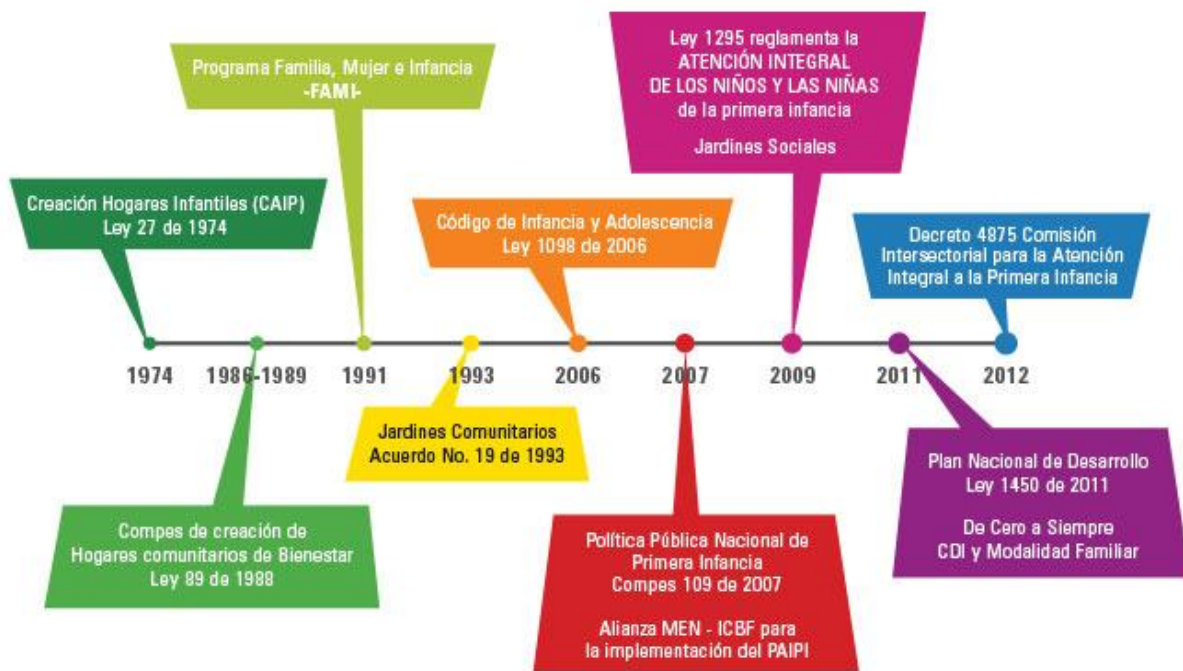 Programa Familia, Mujer e Infancia
-FAMI-
Ley 1295 reglamenta la
ATENCIÓN INTEGRAL
DE LOS NIÑOS Y LAS NIÑAS
de la primera infancia
Jardines Sociales
Creación Hogares Infantiles (CAIP)
Ley 27 de 1974
Código de Infancia y Adolescencia
Ley 1098 de 2006
Decreto 4875 Comisión
Intersectorial para la Atención
Integral a la Primera Infancia
1974
1986-1989
1991
1993
2006
2007
2009
2011
2012
Jardines Comunitarios
Acuerdo No. 19 de 1993
Compes de creación de
Hogares comunitarios de Bienestar
Ley 89 de 1988
Política Pública Nacional de
Primera Infancia
Compes 109 de 2007
Alianza MEN - ICBF para
la implementación del PAIPI
Plan Nacional de Desarrollo
Ley 1450 de 2011
De Cero a Siempre
CDI y Modalidad Familiar